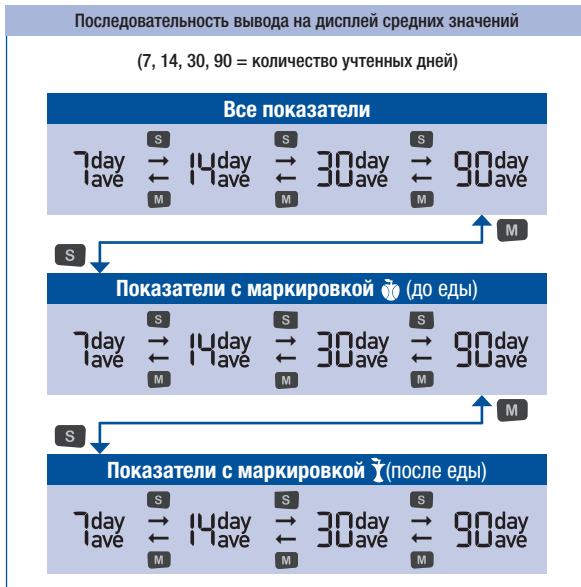 Последовательность вывода на дисплей средних значений
(7, 14, 30, 90 = количество учтенных дней)
Все показатели
S S S
7day ave → ← 14day ave → ← 30day ave → ← 90day ave
M M M
M
S
Показатели с маркировкой (до еды)
S S S
7day ave → ← 14day ave → ← 30day ave → ← 90day ave
M M M
M
S
Показатели с маркировкой (после еды)
S S S
7day ave → ← 14day ave → ← 30day ave → ← 90day ave
M M M